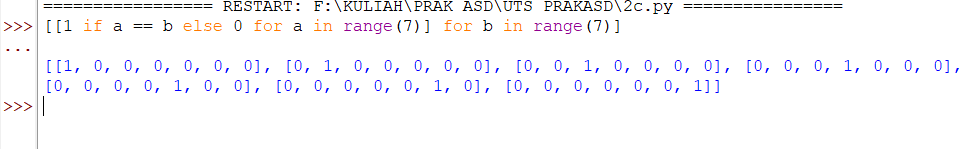 ================= RESTART: F:\KULIAH\PRAK ASD\UTS PRAKASD\2c.py ================
>>> [[1 if a == b else 0 for a in range(7)] for b in range(7)]
...
[[1, 0, 0, 0, 0, 0, 0], [0, 1, 0, 0, 0, 0, 0], [0, 0, 1, 0, 0, 0, 0], [0, 0, 0, 1, 0, 0, 0],
[0, 0, 0, 0, 1, 0, 0], [0, 0, 0, 0, 0, 1, 0], [0, 0, 0, 0, 0, 0, 1]]
>>>